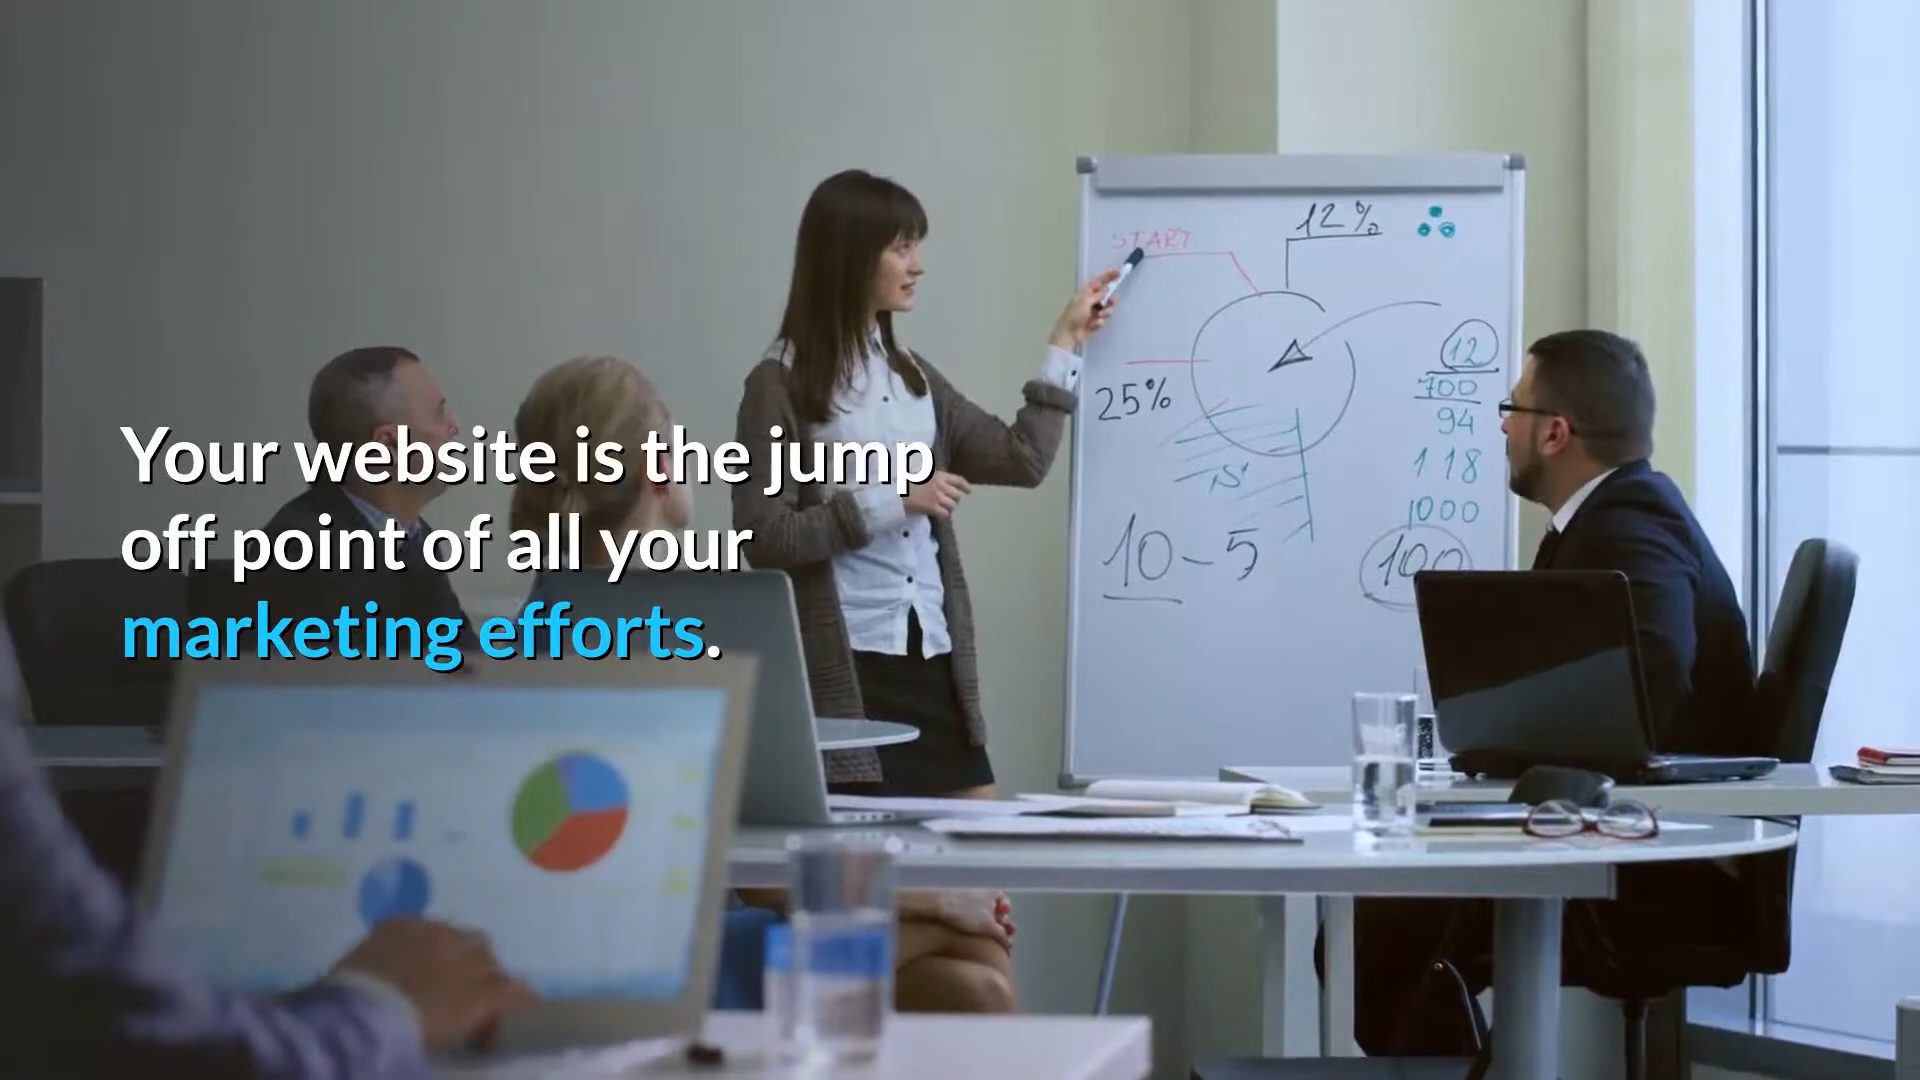 START
12%
25%
12
700
94
118
1000
10-5
100
Your website is the jump
off point of all your
marketing efforts.